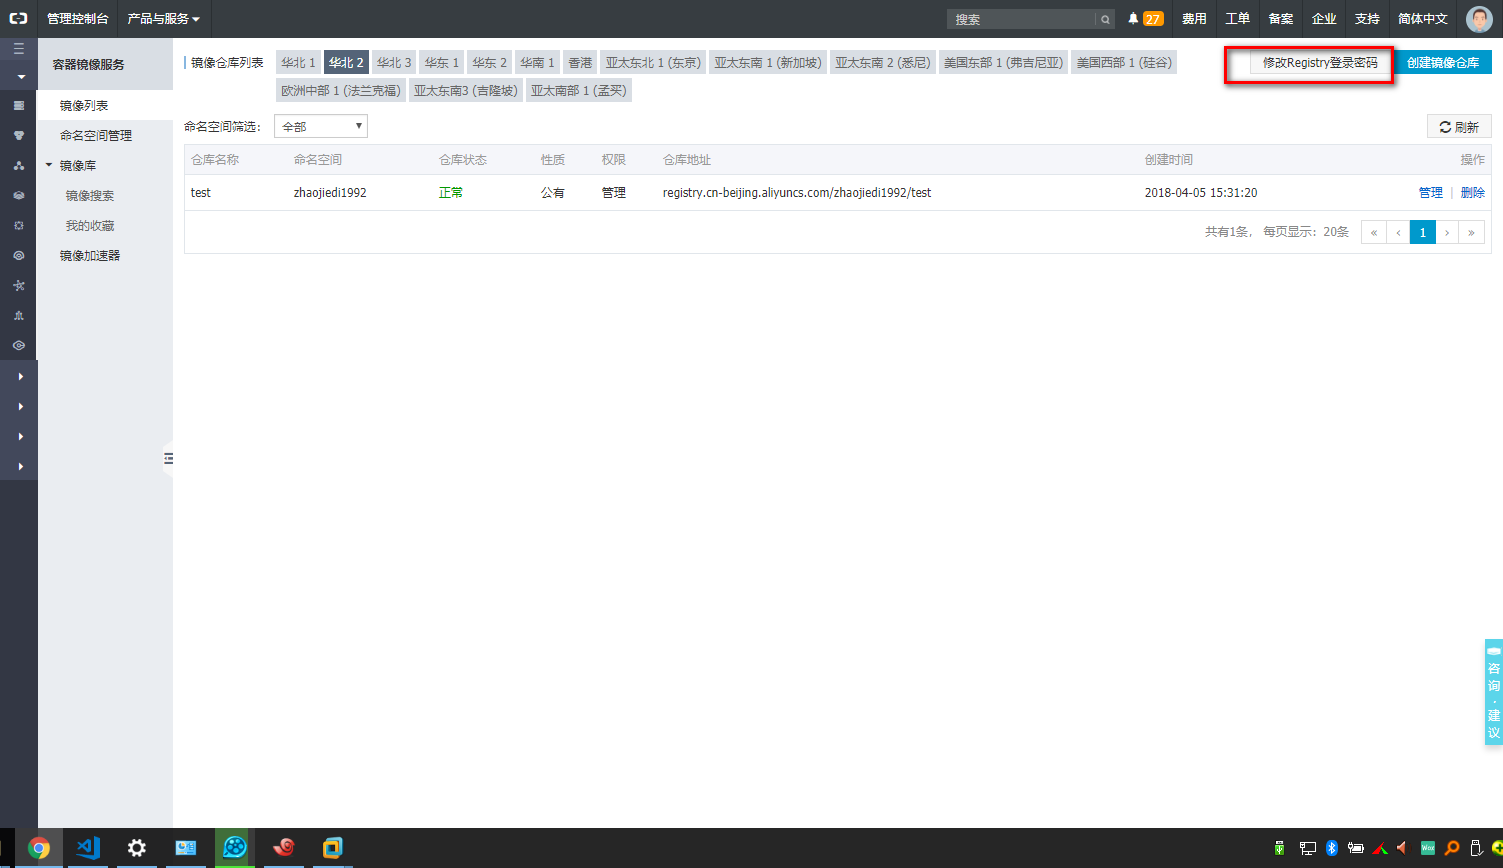 管理控制台 产品与服务 搜索 27 费用 工单 备案 企业 支持 简体中文
容器镜像服务
镜像列表
命名空间管理
镜像库
镜像搜索
我的收藏
镜像加速器
镜像仓库列表 华北 1 华北 2 华北 3 华东 1 华东 2 华南 1 香港 亚太东北 1 (东京) 亚太东南 1 (新加坡) 亚太东南 2 (悉尼) 美国东部 1 (弗吉尼亚) 美国西部 1 (硅谷)
欧洲中部 1 (法兰克福) 亚太东南3 (吉隆坡) 亚太南部 1 (孟买)
修改Registry登录密码 创建镜像仓库
命名空间筛选： 全部 刷新
仓库名称 命名空间 仓库状态 性质 权限 仓库地址 创建时间 操作
test zhaojiedi1992 正常 公有 管理 registry.cn-beijing.aliyuncs.com/zhaojiedi1992/test 2018-04-05 15:31:20 管理 | 删除
共有1条， 每页显示：20条 « ‹ 1 › »
咨询·建议